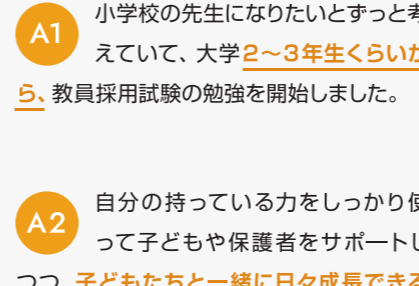 A1
小学校の先生になりたいとずっと考
えていて、大学2〜3年生くらいか
ら、教員採用試験の勉強を開始しました。
A2
自分の持っている力をしっかり使
って子どもや保護者をサポートし
つつ、子どもたちと一緒に日々成長できる